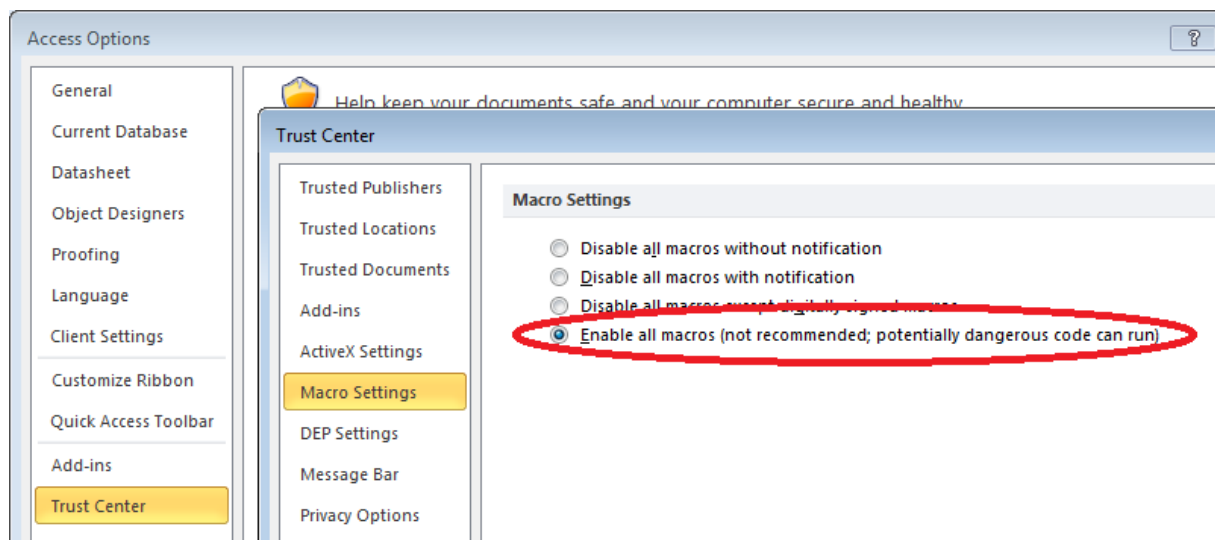 Access Options
?
General
Current Database
Datasheet
Object Designers
Proofing
Language
Client Settings
Customize Ribbon
Quick Access Toolbar
Add-ins
Trust Center
Help keep your documents safe and your computer secure and healthy
Trust Center
Trusted Publishers
Trusted Locations
Trusted Documents
Add-ins
ActiveX Settings
Macro Settings
DEP Settings
Message Bar
Privacy Options
Macro Settings
Disable all macros without notification
Disable all macros with notification
Disable all macros except digitally signed macros
Enable all macros (not recommended; potentially dangerous code can run)